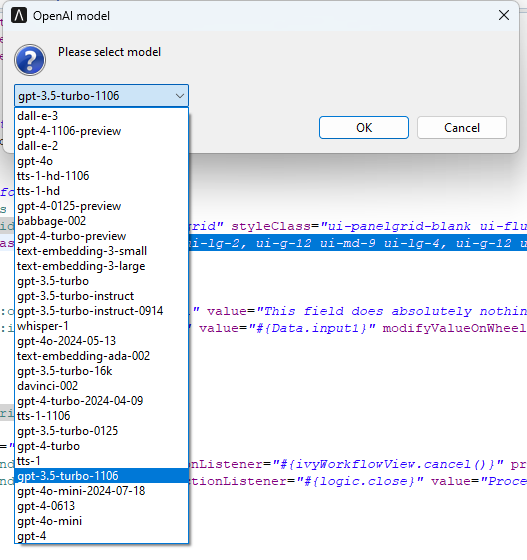 OpenAI model
Please select model
gpt-3.5-turbo-1106
OK
Cancel
dall-e-3
gpt-4-1106-preview
dall-e-2
gpt-4o
tts-1-hd-1106
tts-1-hd
gpt-4-0125-preview
babbage-002
grid" styleClass="ui-panelgrid-blank ui-flu
gpt-4-turbo-preview
text-embedding-3-small
ui-lg-2, ui-g-12 ui-md-9 ui-lg-4, ui-g-12 u
text-embedding-3-large
gpt-3.5-turbo
gpt-3.5-turbo-instruct
gpt-3.5-turbo-instruct-0914
" value="This field does absolutely nothin
whisper-1
" value="#{Data.input1}" modifyValueOnWheel
gpt-4o-2024-05-13
text-embedding-ada-002
gpt-3.5-turbo-16k
davinci-002
gpt-4-turbo-2024-04-09
tts-1-1106
gpt-3.5-turbo-0125
gpt-4-turbo
tts-1
onListener="#{ivyWorkflowView.cancel()}" pr
gpt-3.5-turbo-1106
ctionListener="#{logic.close}" value="Proce
gpt-4o-mini-2024-07-18
gpt-4-0613
gpt-4o-mini
gpt-4